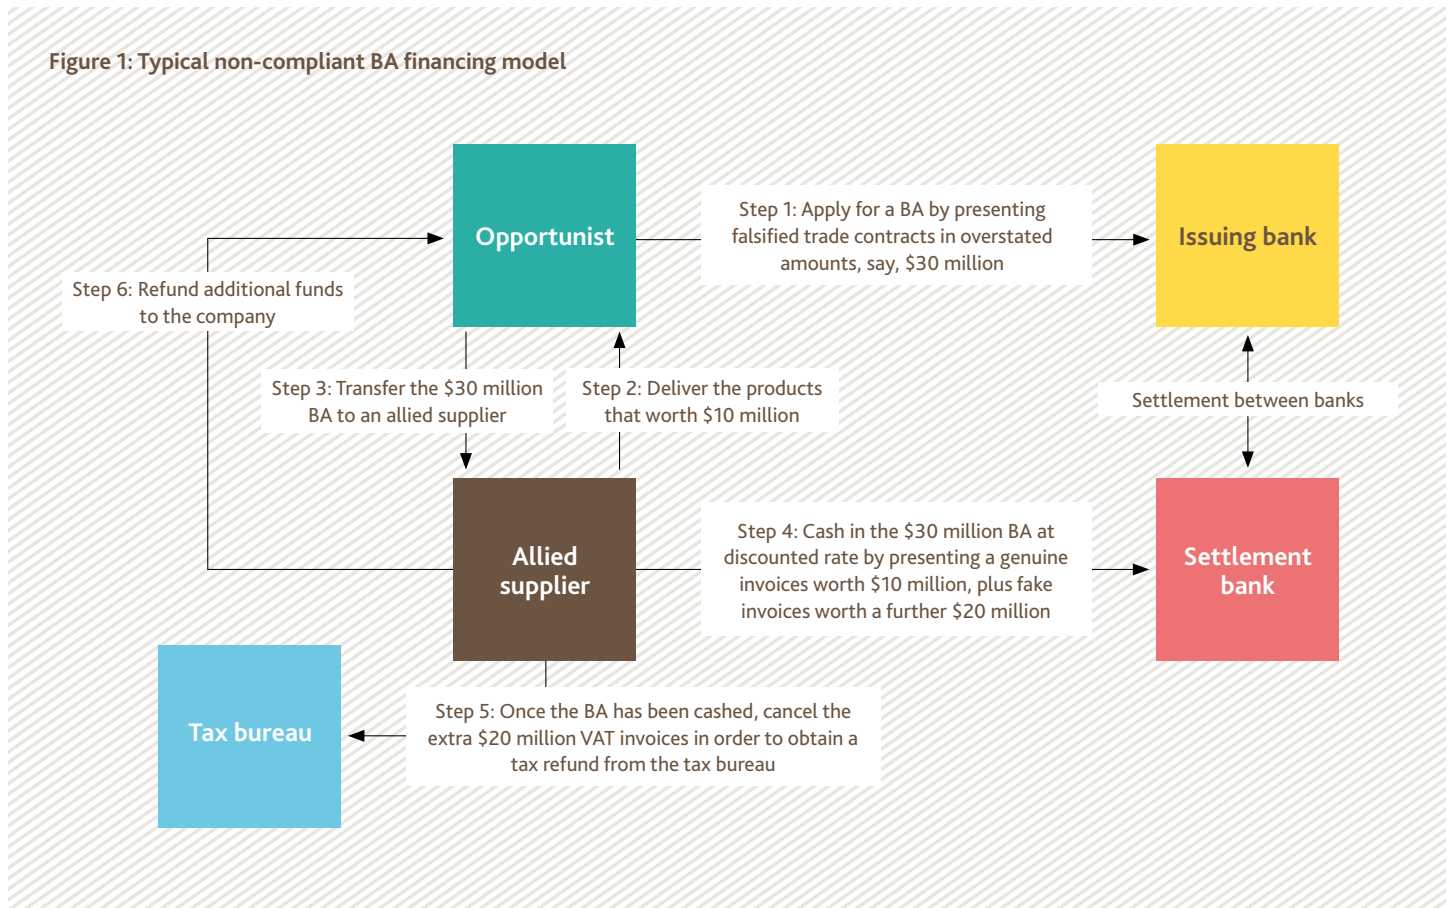 Figure 1: Typical non-compliant BA financing model
Opportunist
Step 1: Apply for a BA by presenting
falsified trade contracts in overstated
amounts, say, $30 million
Issuing bank
Step 6: Refund additional funds
to the company
Step 3: Transfer the $30 million
BA to an allied supplier
Step 2: Deliver the products
that worth $10 million
Settlement between banks
Allied
supplier
Step 4: Cash in the $30 million BA at
discounted rate by presenting a genuine
invoices worth $10 million, plus fake
invoices worth a further $20 million
Settlement
bank
Tax bureau
Step 5: Once the BA has been cashed, cancel the
extra $20 million VAT invoices in order to obtain a
tax refund from the tax bureau